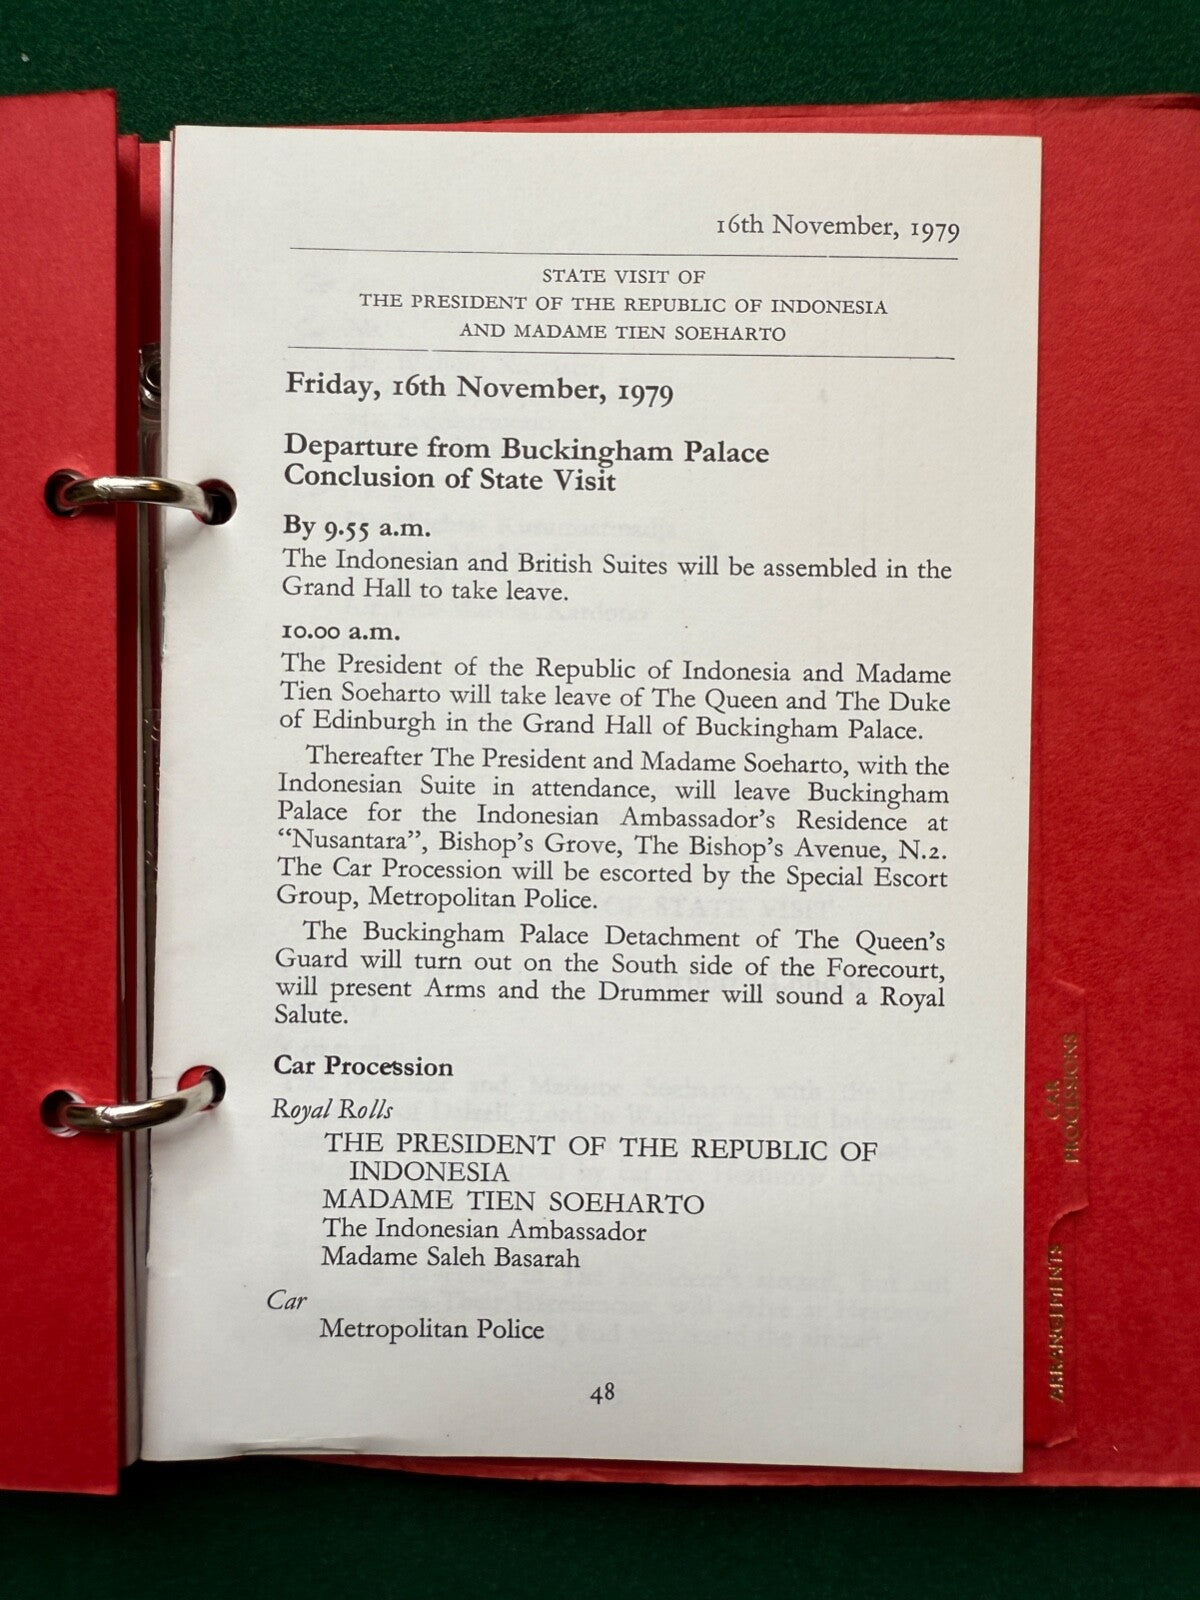 16th November, 1979
STATE VISIT OF
THE PRESIDENT OF THE REPUBLIC OF INDONESIA
AND MADAME TIEN SOEHARTO
Friday, 16th November, 1979
Departure from Buckingham Palace
Conclusion of State Visit
By 9.55 a.m.
The Indonesian and British Suites will be assembled in the
Grand Hall to take leave.
10.00 a.m.
The President of the Republic of Indonesia and Madame
Tien Soeharto will take leave of The Queen and The Duke
of Edinburgh in the Grand Hall of Buckingham Palace.
Thereafter The President and Madame Soeharto, with the
Indonesian Suite in attendance, will leave Buckingham
Palace for the Indonesian Ambassador's Residence at
“Nusantara”, Bishop's Grove, The Bishop's Avenue, N.2.
The Car Procession will be escorted by the Special Escort
Group, Metropolitan Police.
The Buckingham Palace Detachment of The Queen's
Guard will turn out on the South side of the Forecourt,
will present Arms and the Drummer will sound a Royal
Salute.
Car Procession
Royal Rolls
THE PRESIDENT OF THE REPUBLIC OF
INDONESIA
MADAME TIEN SOEHARTO
The Indonesian Ambassador
Madame Saleh Basarah
Car
Metropolitan Police
48
CAR
PROCESSIONS
ARRANGEMENTS